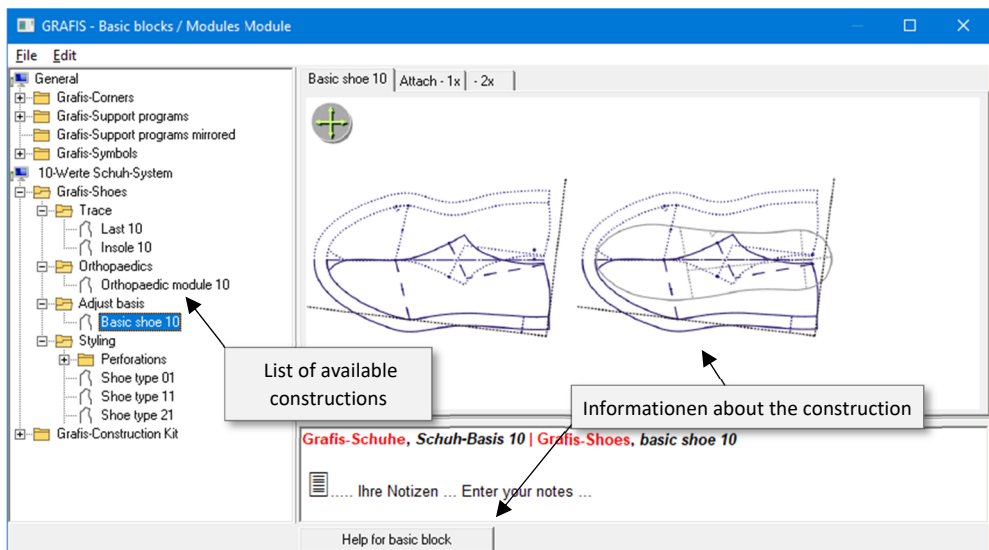 GRAFIS - Basic blocks / Modules Module
File Edit
General
Grafis-Corners
Grafis-Support programs
Grafis-Support programs mirrored
Grafis-Symbols
10-Werte Schuh-System
Grafis-Shoes
Trace
Last 10
Insole 10
Orthopaedics
Orthopaedic module 10
Adjust basis
Basic shoe 10
Styling
Perforations
Shoe type 01
Shoe type 11
Shoe type 21
Grafis-Construction Kit
List of available
constructions
Basic shoe 10 Attach - 1x - 2x
Informationen about the construction
Grafis-Schuhe, Schuh-Basis 10 | Grafis-Shoes, basic shoe 10
..... Ihre Notizen ... Enter your notes ...
Help for basic block